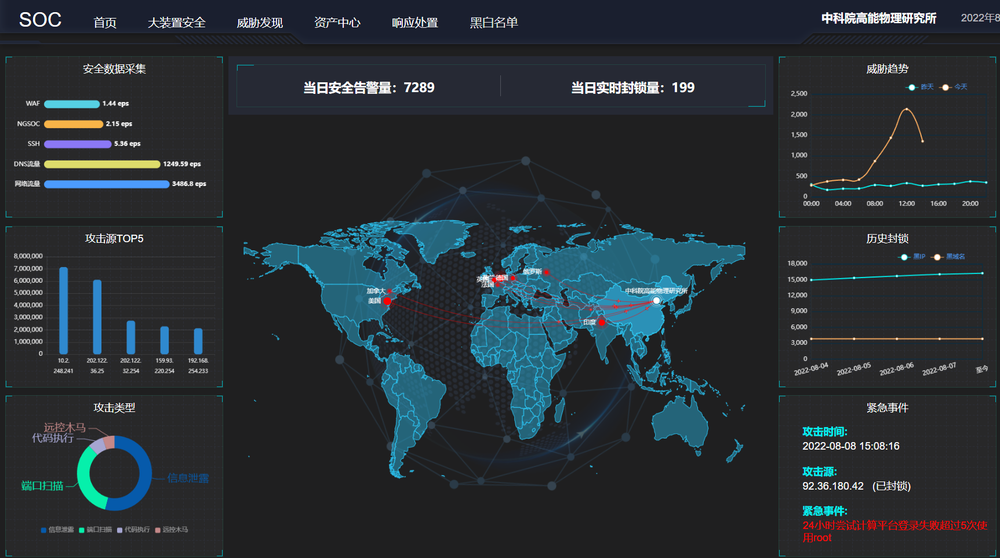 SOC
首页
大装置安全
威胁发现
资产中心
响应处置
黑白名单
中科院高能物理研究所
2022年8
安全数据采集
WAF 1.44 eps
NGSOC 2.15 eps
SSH 5.36 eps
DNS流量 1249.59 eps
网络流量 3486.8 eps
攻击源TOP5
8,000,000
7,000,000
6,000,000
5,000,000
4,000,000
3,000,000
2,000,000
1,000,000
0
10.2. 202.122. 202.122. 159.93. 192.168.
248.241 36.25 32.254 220.254 254.233
攻击类型
远控木马
代码执行
端口扫描
信息泄露
信息泄露 端口扫描 代码执行 远控木马
当日安全告警量：7289
当日实时封锁量：199
俄罗斯
德国
法国
加拿大
美国
中科院高能物理研究所
印度
威胁趋势
昨天 今天
2,500
2,000
1,500
1,000
500
0
00:00 04:00 08:00 12:00 16:00 20:00
历史封锁
黑IP 黑域名
18,000
15,000
12,000
9,000
6,000
3,000
0
2022-08-04 2022-08-05 2022-08-06 2022-08-07 至今
紧急事件
攻击时间:
2022-08-08 15:08:16
攻击源:
92.36.180.42 (已封锁)
紧急事件:
24小时尝试计算平台登录失败超过5次使
用root